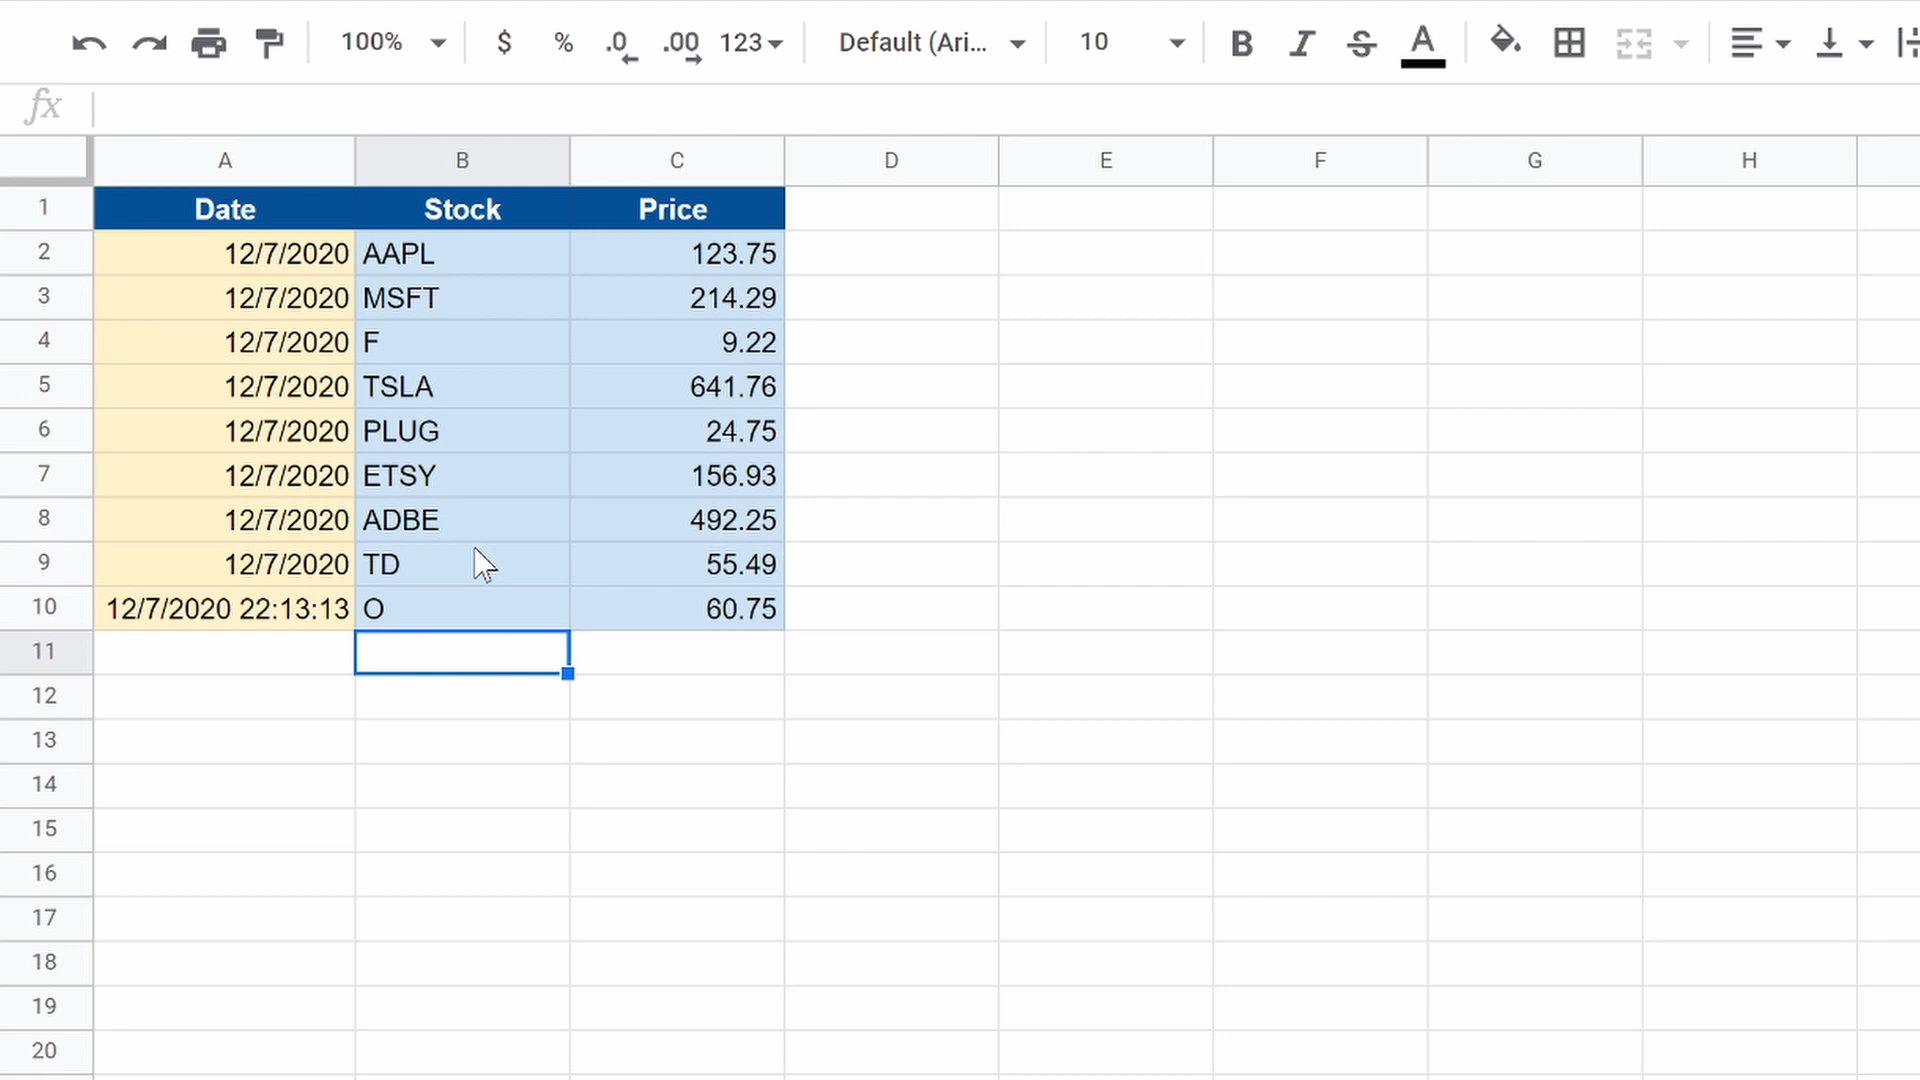 100% $ % .0 .00 123 Default (Ari... 10 B I S A
fx
A B C D E F G H
1 Date Stock Price
2 12/7/2020 AAPL 123.75
3 12/7/2020 MSFT 214.29
4 12/7/2020 F 9.22
5 12/7/2020 TSLA 641.76
6 12/7/2020 PLUG 24.75
7 12/7/2020 ETSY 156.93
8 12/7/2020 ADBE 492.25
9 12/7/2020 TD 55.49
10 12/7/2020 22:13:13 O 60.75
11
12
13
14
15
16
17
18
19
20